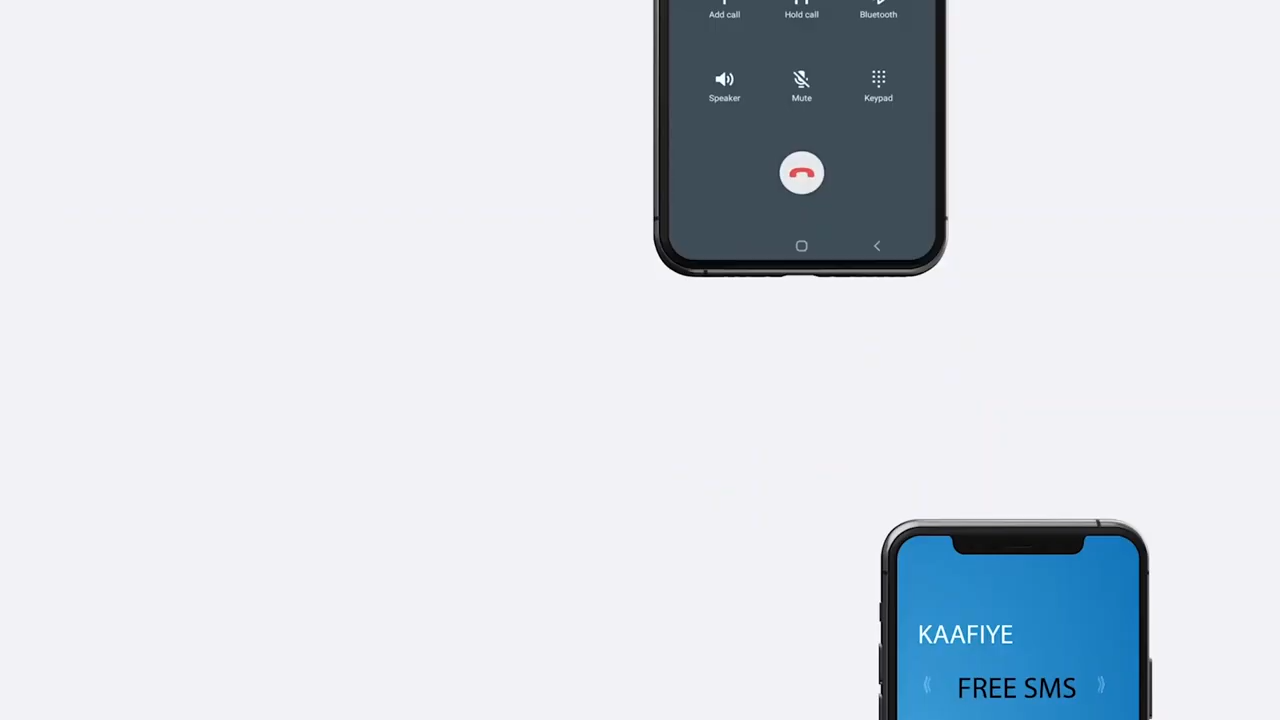 Add call Hold call Bluetooth
Speaker Mute Keypad
KAAFIYE
FREE SMS